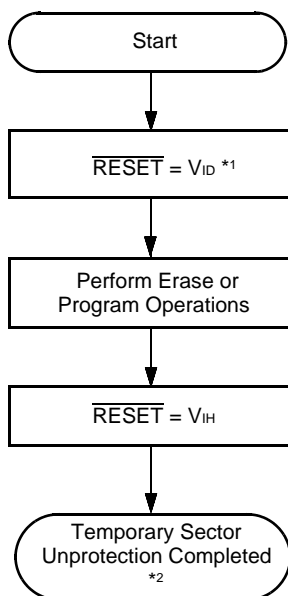 Start
RESET = VID *1
Perform Erase or
Program Operations
RESET = VIH
Temporary Sector
Unprotection Completed
*2